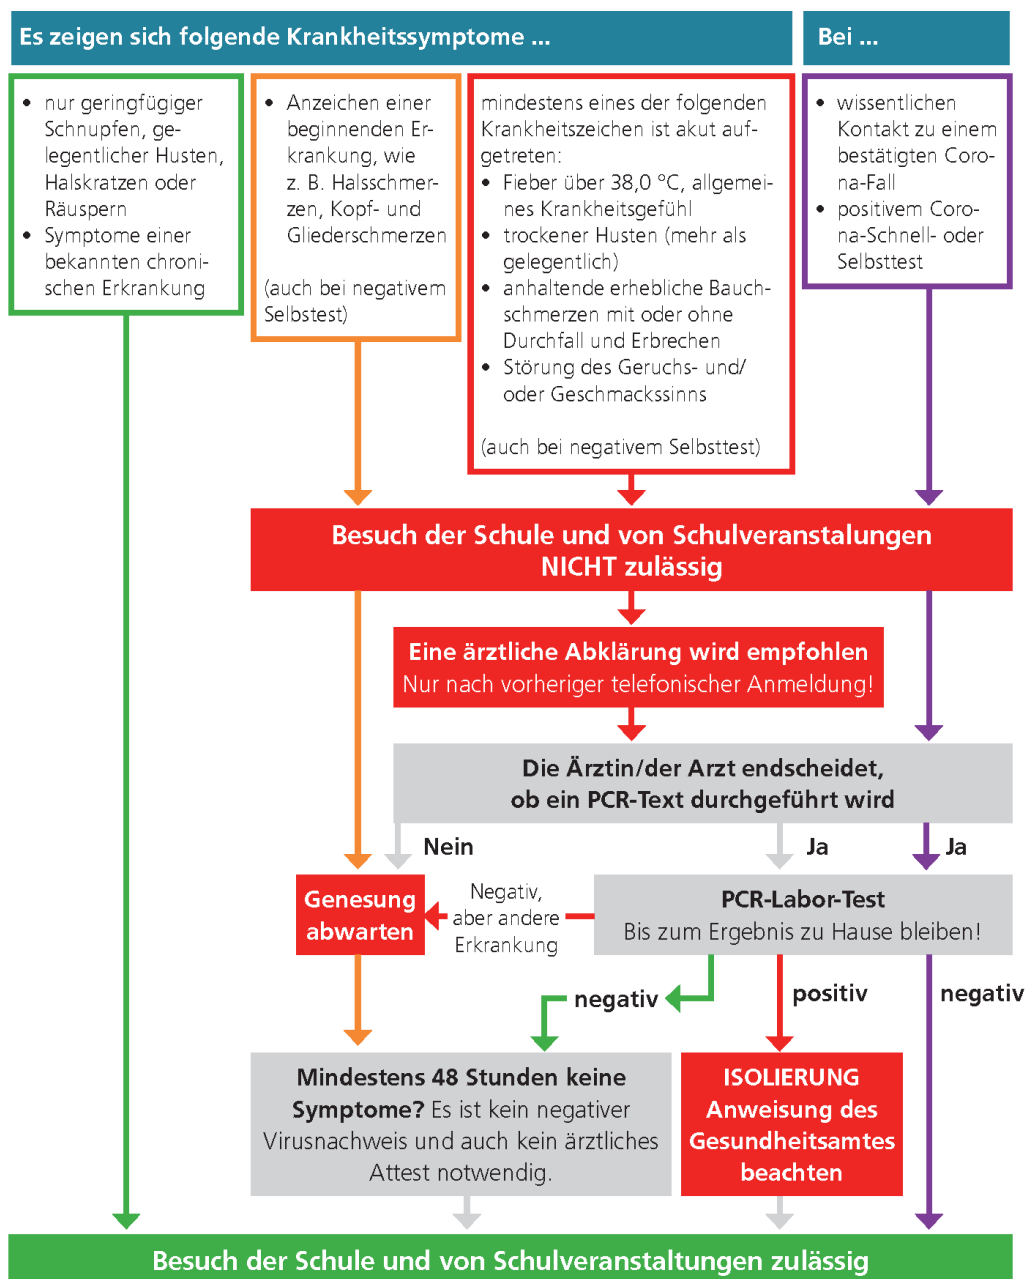 Es zeigen sich folgende Krankheitssymptome ...
Bei ...
• nur geringfügiger
Schnupfen, ge-
legentlicher Husten,
Halskratzen oder
Räuspern
• Symptome einer
bekannten chroni-
schen Erkrankung
• Anzeichen einer
beginnenden Er-
krankung, wie
z. B. Halsschmer-
zen, Kopf- und
Gliederschmerzen
(auch bei negativem
Selbstest)
mindestens eines der folgenden
Krankheitszeichen ist akut auf-
getreten:
• Fieber über 38,0 °C, allgemei-
nes Krankheitsgefühl
• trockener Husten (mehr als
gelegentlich)
• anhaltende erhebliche Bauch-
schmerzen mit oder ohne
Durchfall und Erbrechen
• Störung des Geruchs- und/
oder Geschmackssinns
(auch bei negativem Selbsttest)
• wissentlichen
Kontakt zu einem
bestätigten Coro-
na-Fall
• positivem Coro-
na-Schnell- oder
Selbsttest
Besuch der Schule und von Schulveranstalungen
NICHT zulässig
Eine ärztliche Abklärung wird empfohlen
Nur nach vorheriger telefonischer Anmeldung!
Die Ärztin/der Arzt endscheidet,
ob ein PCR-Text durchgeführt wird
Nein
Ja
Ja
Genesung
abwarten
Negativ,
aber andere
Erkrankung
PCR-Labor-Test
Bis zum Ergebnis zu Hause bleiben!
negativ
positiv
negativ
Mindestens 48 Stunden keine
Symptome? Es ist kein negativer
Virusnachweis und auch kein ärztliches
Attest notwendig.
ISOLIERUNG
Anweisung des
Gesundheitsamtes
beachten
Besuch der Schule und von Schulveranstaltungen zulässig